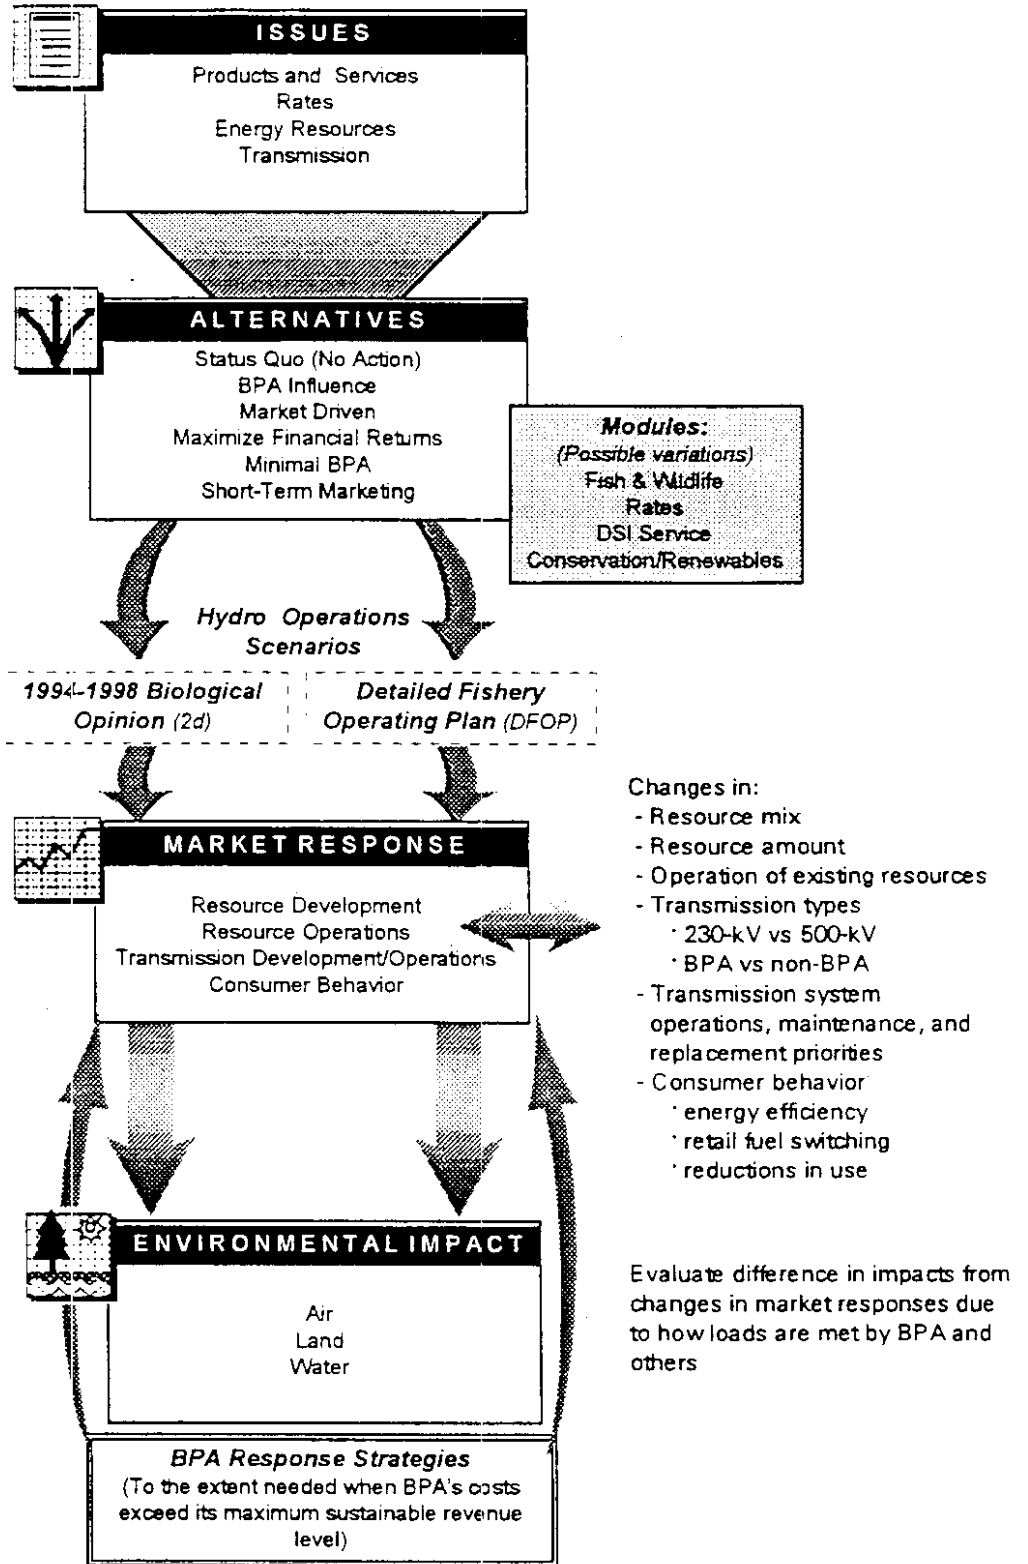 ISSUES
Products and Services
Rates
Energy Resources
Transmission
ALTERNATIVES
Status Quo (No Action)
BPA Influence
Market Driven
Maximize Financial Returns
Minimal BPA
Short-Term Marketing
Modules:
(Possible variations)
Fish & Wildlife
Rates
DSI Service
Conservation/Renewables
Hydro Operations
Scenarios
1994-1998 Biological
Opinion (2d)
Detailed Fishery
Operating Plan (DFOP)
MARKET RESPONSE
Resource Development
Resource Operations
Transmission Development/Operations
Consumer Behavior
Changes in:
- Resource mix
- Resource amount
- Operation of existing resources
- Transmission types
· 230-kV vs 500-kV
· BPA vs non-BPA
- Transmission system
operations, maintenance, and
replacement priorities
- Consumer behavior
· energy efficiency
· retail fuel switching
· reductions in use
ENVIRONMENTAL IMPACT
Air
Land
Water
Evaluate difference in impacts from
changes in market responses due
to how loads are met by BPA and
others
BPA Response Strategies
(To the extent needed when BPA's costs
exceed its maximum sustainable revenue
level)